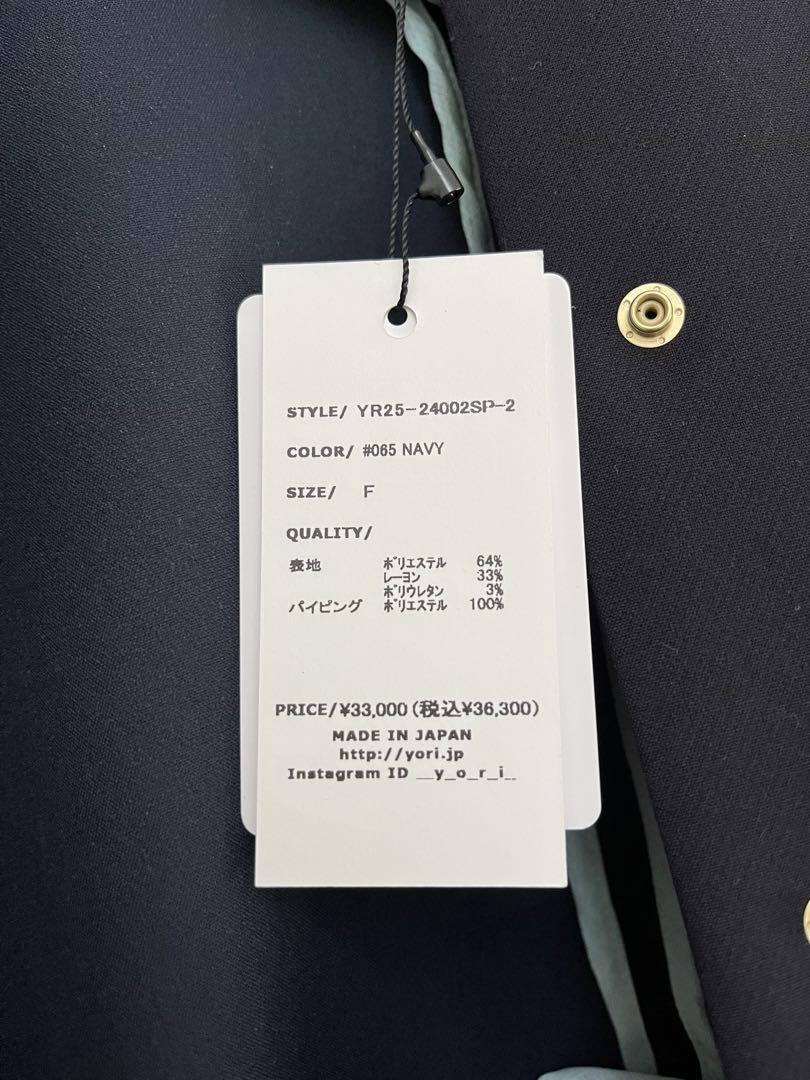 STYLE/ YR25-24002SP-2
COLOR/ #065 NAVY
SIZE/ F
QUALITY/
表地 ポリエステル 64%
レーヨン 33%
ポリウレタン 3%
パイピング ポリエステル 100%
PRICE/¥33,000(税込¥36,300)
MADE IN JAPAN
http://yori.jp
Instagram ID __y_o_r_i_